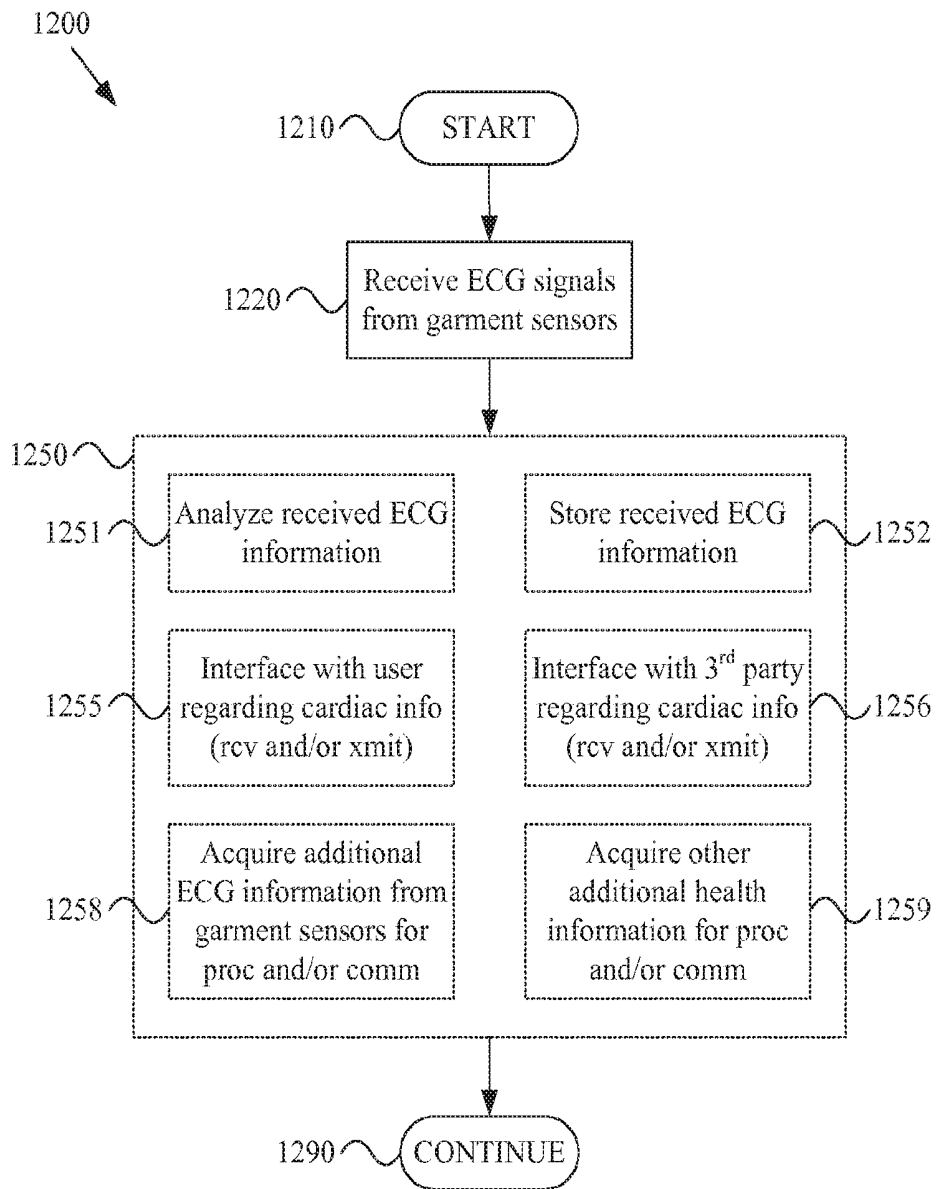 1200
1210
START
1220
Receive ECG signals
from garment sensors
1250
1251
Analyze received ECG
information
Store received ECG
information
1252
1255
Interface with user
regarding cardiac info
(rcv and/or xmit)
Interface with 3rd party
regarding cardiac info
(rcv and/or xmit)
1256
1258
Acquire additional
ECG information from
garment sensors for
proc and/or comm
Acquire other
additional health
information for proc
and/or comm
1259
1290
CONTINUE